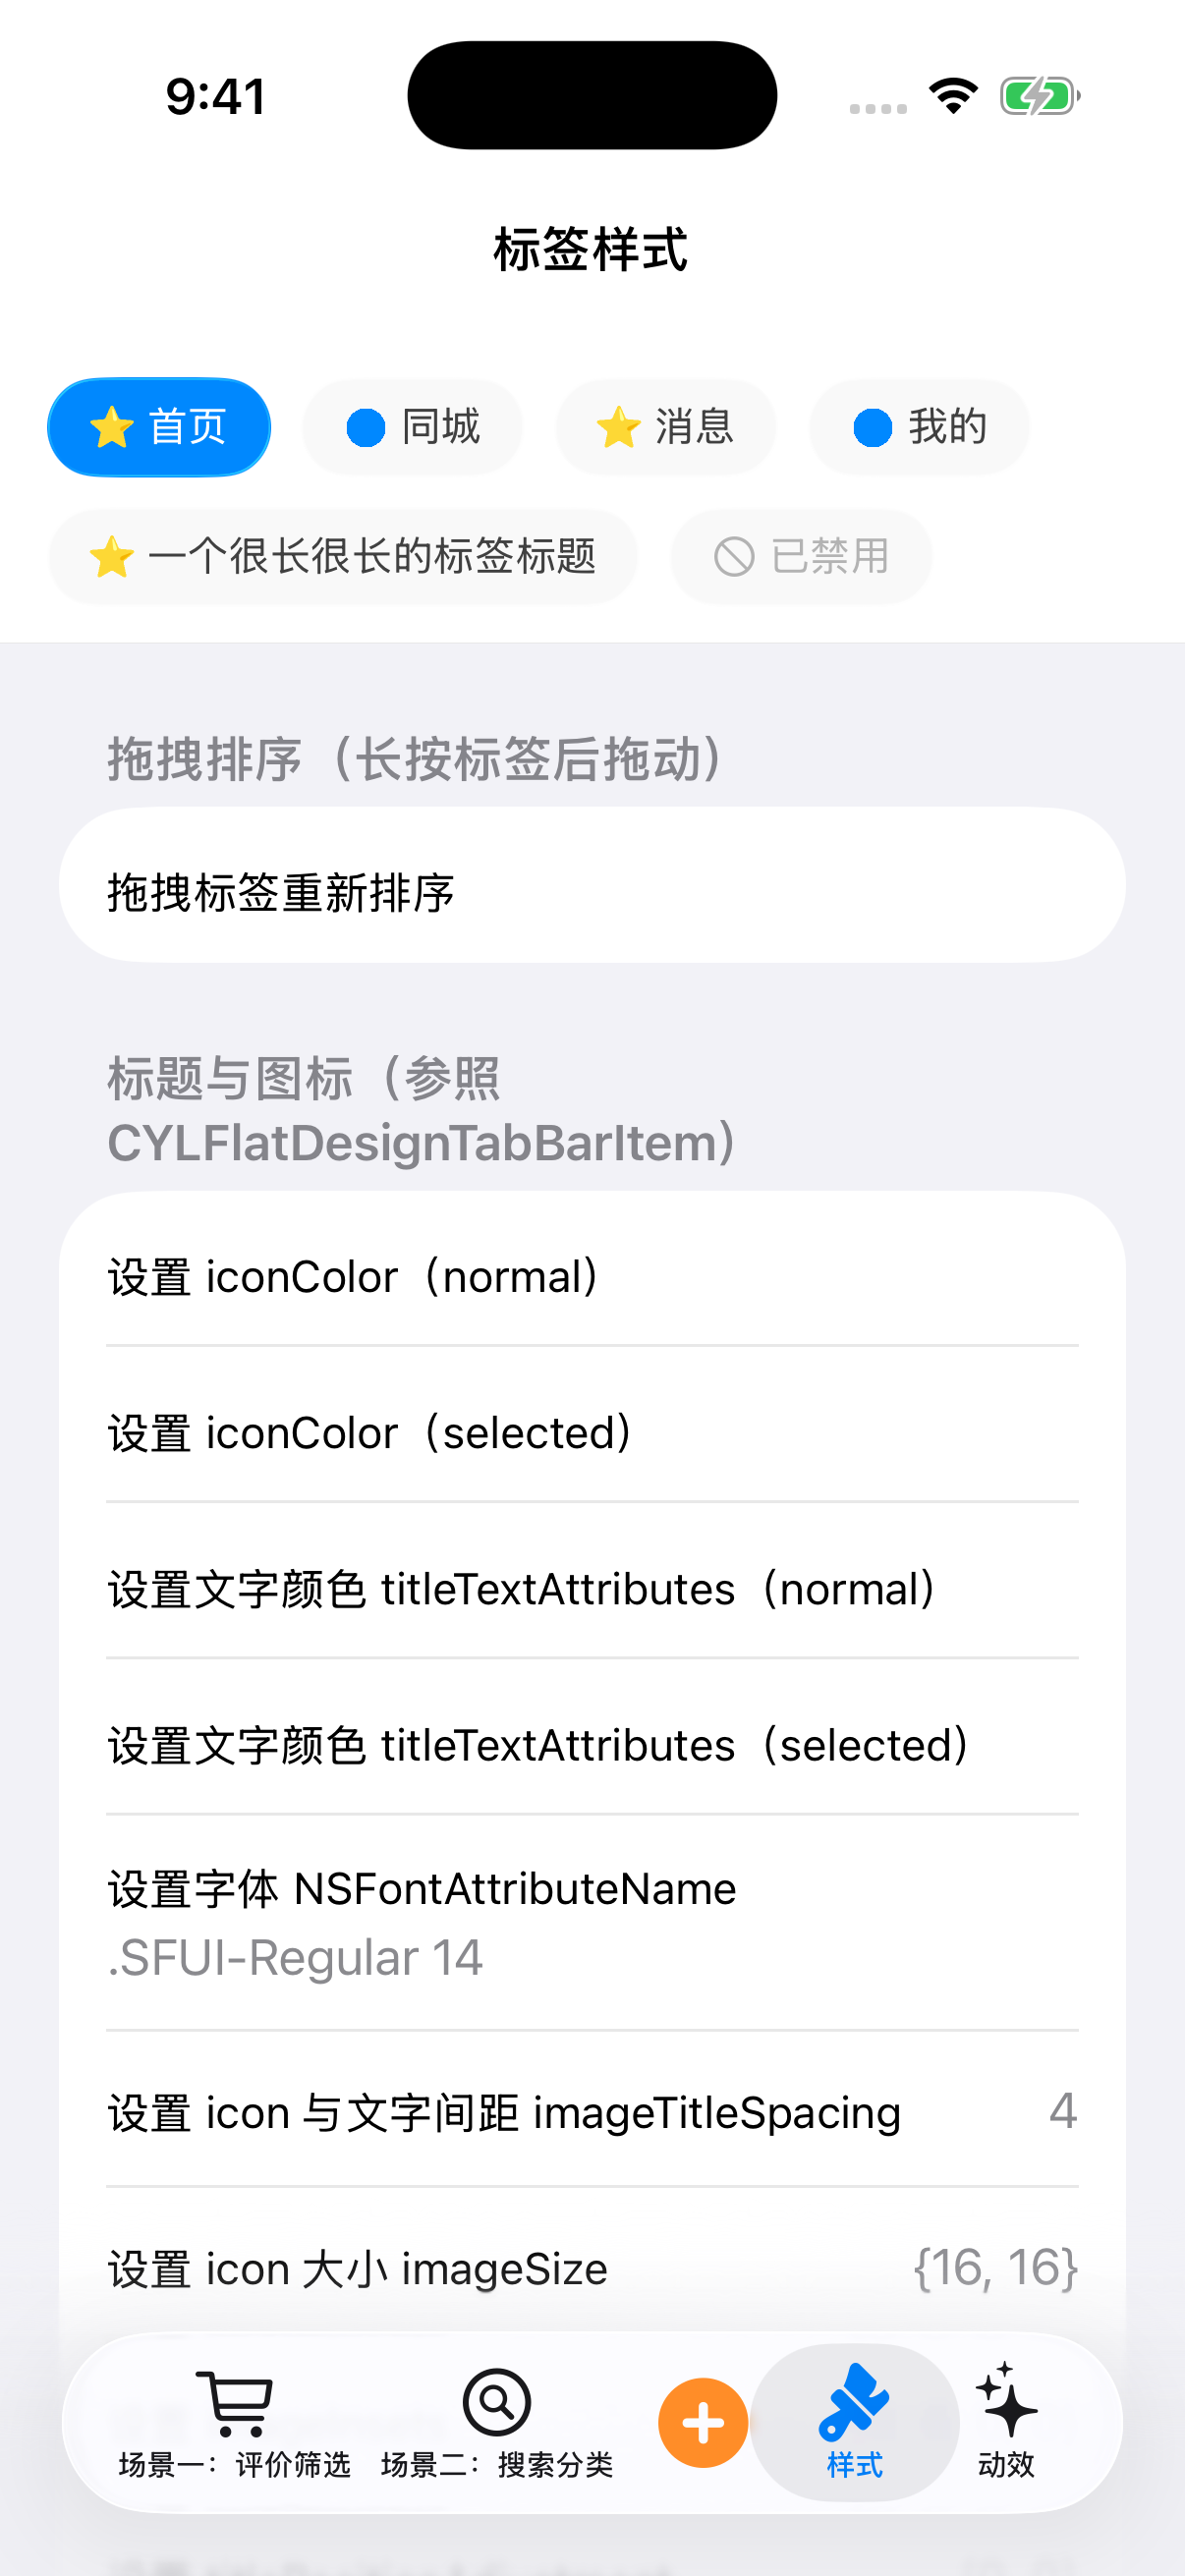 9:41
标签样式
首页
同城
消息
我的
一个很长很长的标签标题
已禁用
拖拽排序（长按标签后拖动）
拖拽标签重新排序
标题与图标（参照
CYLFlatDesignTabBarItem）
设置 iconColor（normal）
设置 iconColor（selected）
设置文字颜色 titleTextAttributes（normal）
设置文字颜色 titleTextAttributes（selected）
设置字体 NSFontAttributeName
.SFUI-Regular 14
设置 icon 与文字间距 imageTitleSpacing
4
设置 icon 大小 imageSize
{16, 16}
场景一：评价筛选
场景二：搜索分类
样式
动效